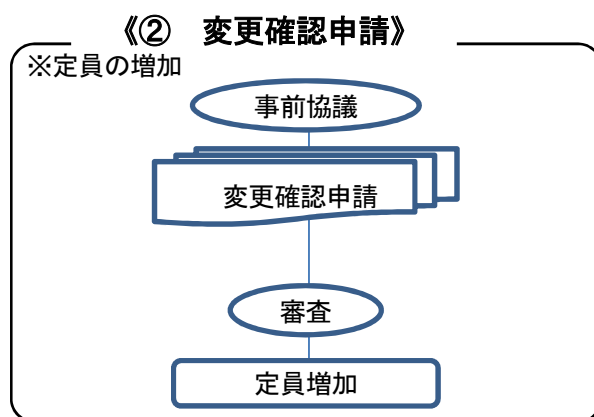 《② 変更確認申請》
※定員の増加
事前協議
変更確認申請
審査
定員増加